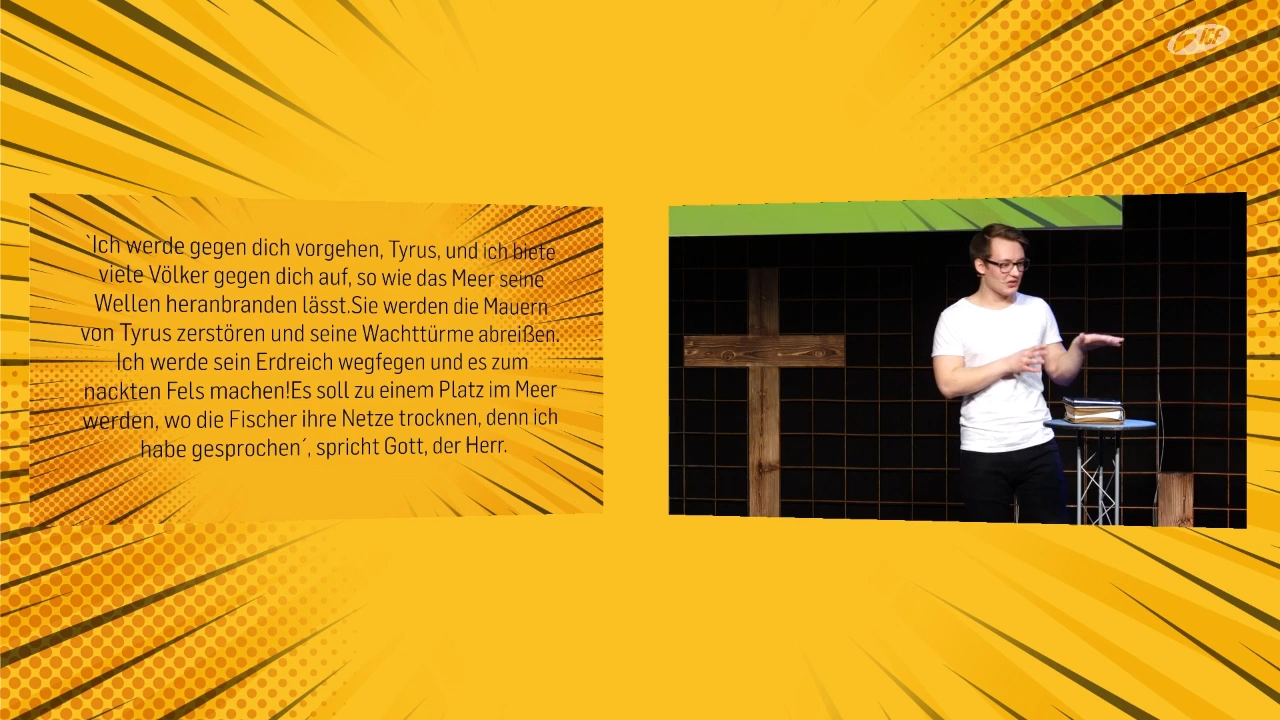 `Ich werde gegen dich vorgehen, Tyrus, und ich biete
viele Völker gegen dich auf, so wie das Meer seine
Wellen heranbranden lässt.Sie werden die Mauern
von Tyrus zerstören und seine Wachttürme abreißen.
Ich werde sein Erdreich wegfegen und es zum
nackten Fels machen!Es soll zu einem Platz im Meer
werden, wo die Fischer ihre Netze trocknen, denn ich
habe gesprochen´, spricht Gott, der Herr.
ICF